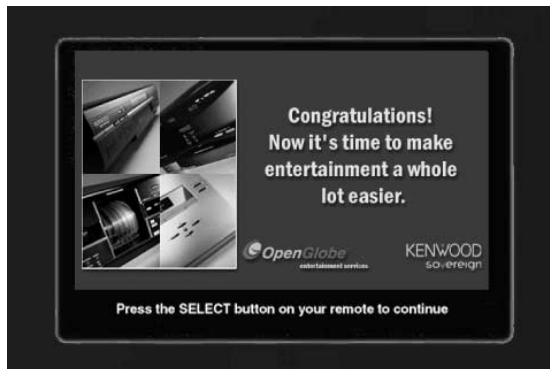 Congratulations!
Now it's time to make
entertainment a whole
lot easier.
OpenGlobe
entertainment services
KENWOOD
sovereign
Press the SELECT button on your remote to continue